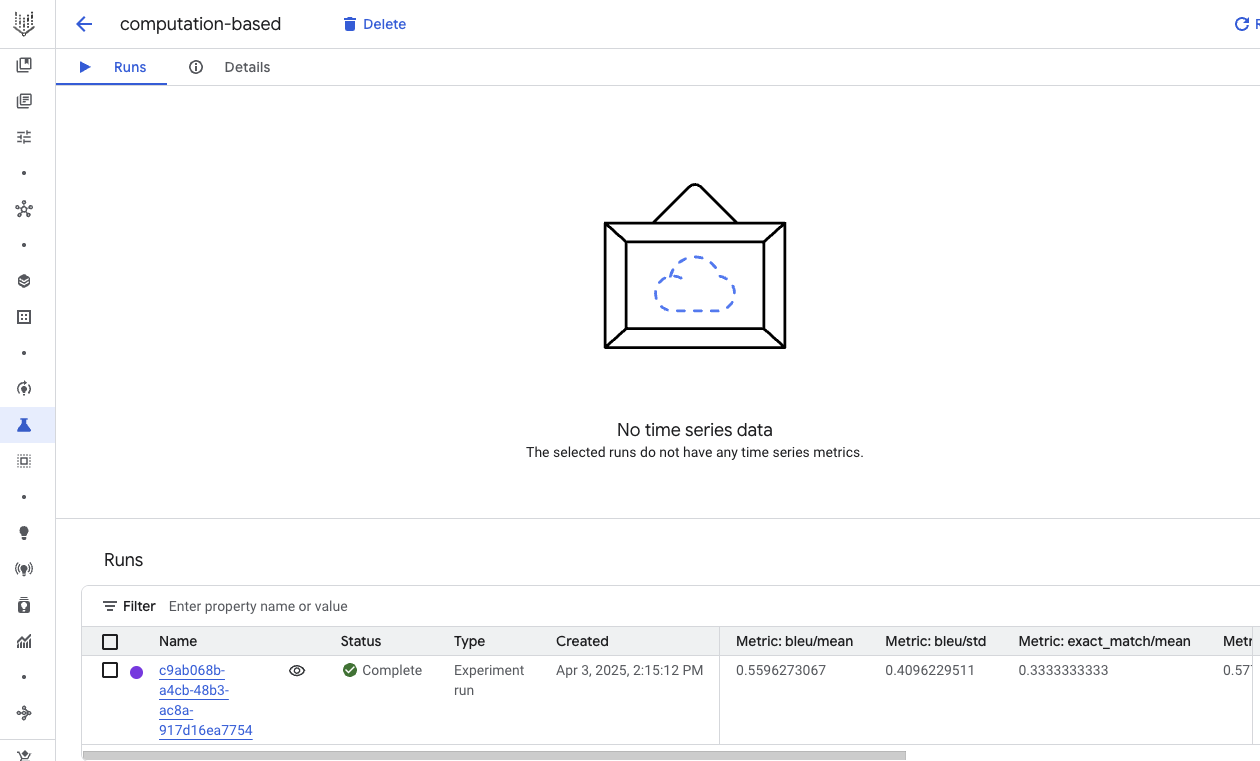 computation-based
Delete
Runs
Details
No time series data
The selected runs do not have any time series metrics.
Runs
Filter Enter property name or value
Name Status Type Created Metric: bleu/mean Metric: bleu/std Metric: exact_match/mean
c9ab068b- Complete Experiment Apr 3, 2025, 2:15:12 PM 0.5596273067 0.4096229511 0.3333333333 0.57
a4cb-48b3- run
ac8a-
917d16ea7754